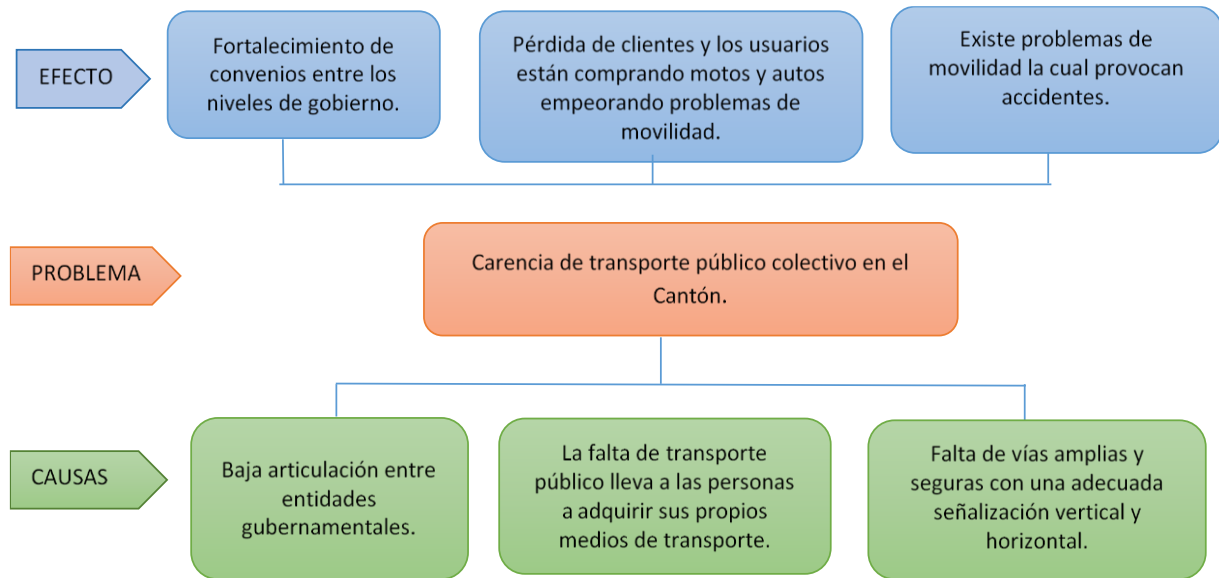 EFECTO
Fortalecimiento de
convenios entre los
niveles de gobierno.
Pérdida de clientes y los usuarios
están comprando motos y autos
empeorando problemas de
movilidad.
Existe problemas de
movilidad la cual provocan
accidentes.
PROBLEMA
Carencia de transporte público colectivo en el
Cantón.
CAUSAS
Baja articulación entre
entidades
gubernamentales.
La falta de transporte
público lleva a las personas
a adquirir sus propios
medios de transporte.
Falta de vías amplias y
seguras con una adecuada
señalización vertical y
horizontal.